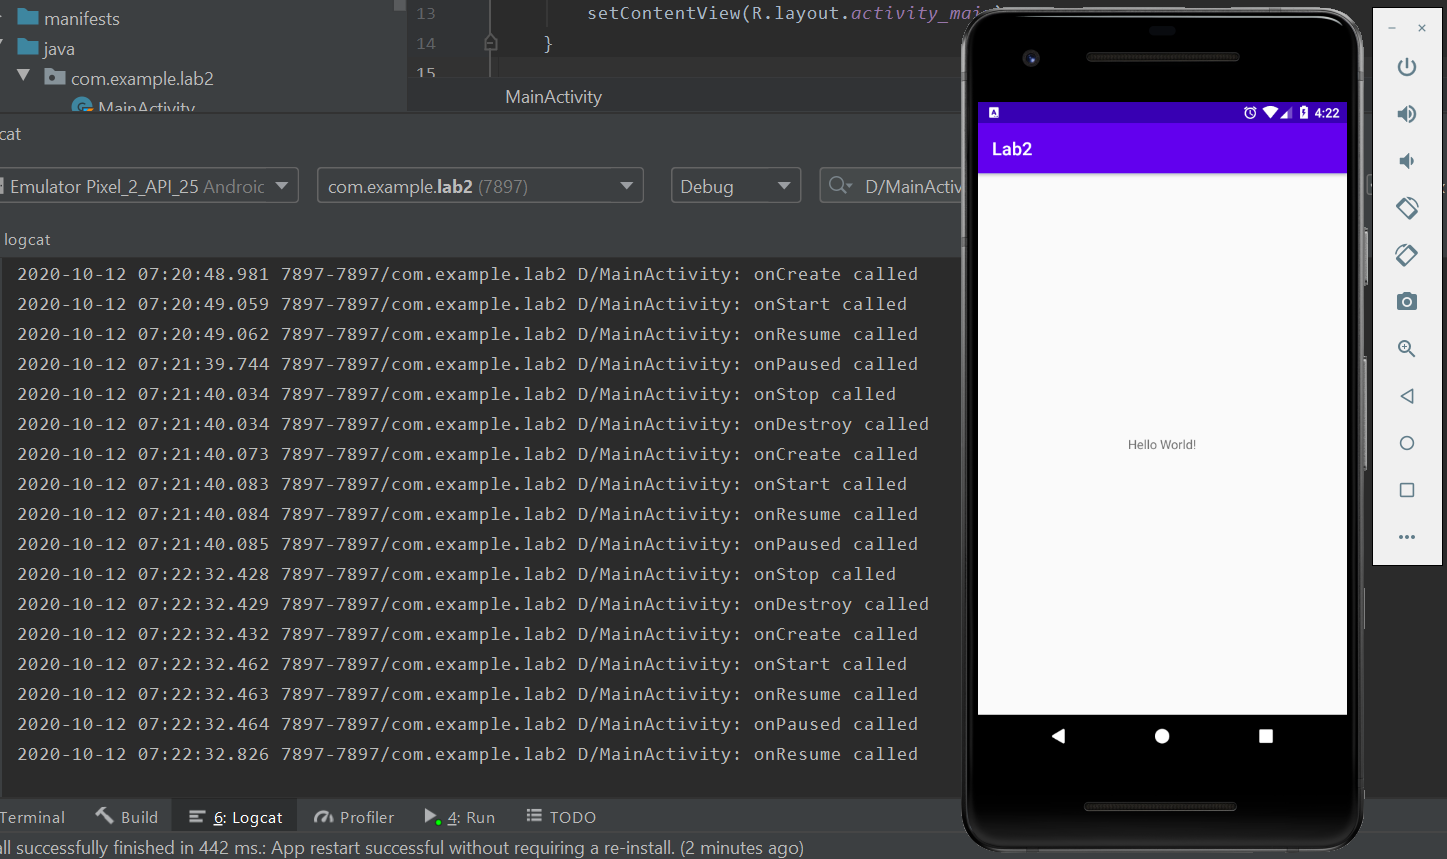 manifests
java
com.example.lab2
MainActivity
13 setContentView(R.layout.activity_mai
14 }
15
MainActivity
cat
Emulator Pixel_2_API_25 Android com.example.lab2 (7897) Debug D/MainActiv
logcat
2020-10-12 07:20:48.981 7897-7897/com.example.lab2 D/MainActivity: onCreate called
2020-10-12 07:20:49.059 7897-7897/com.example.lab2 D/MainActivity: onStart called
2020-10-12 07:20:49.062 7897-7897/com.example.lab2 D/MainActivity: onResume called
2020-10-12 07:21:39.744 7897-7897/com.example.lab2 D/MainActivity: onPaused called
2020-10-12 07:21:40.034 7897-7897/com.example.lab2 D/MainActivity: onStop called
2020-10-12 07:21:40.034 7897-7897/com.example.lab2 D/MainActivity: onDestroy called
2020-10-12 07:21:40.073 7897-7897/com.example.lab2 D/MainActivity: onCreate called
2020-10-12 07:21:40.083 7897-7897/com.example.lab2 D/MainActivity: onStart called
2020-10-12 07:21:40.084 7897-7897/com.example.lab2 D/MainActivity: onResume called
2020-10-12 07:21:40.085 7897-7897/com.example.lab2 D/MainActivity: onPaused called
2020-10-12 07:22:32.428 7897-7897/com.example.lab2 D/MainActivity: onStop called
2020-10-12 07:22:32.429 7897-7897/com.example.lab2 D/MainActivity: onDestroy called
2020-10-12 07:22:32.432 7897-7897/com.example.lab2 D/MainActivity: onCreate called
2020-10-12 07:22:32.462 7897-7897/com.example.lab2 D/MainActivity: onStart called
2020-10-12 07:22:32.463 7897-7897/com.example.lab2 D/MainActivity: onResume called
2020-10-12 07:22:32.464 7897-7897/com.example.lab2 D/MainActivity: onPaused called
2020-10-12 07:22:32.826 7897-7897/com.example.lab2 D/MainActivity: onResume called
Terminal Build 6: Logcat Profiler 4: Run TODO
all successfully finished in 442 ms.: App restart successful without requiring a re-install. (2 minutes ago)
4:22
Lab2
Hello World!